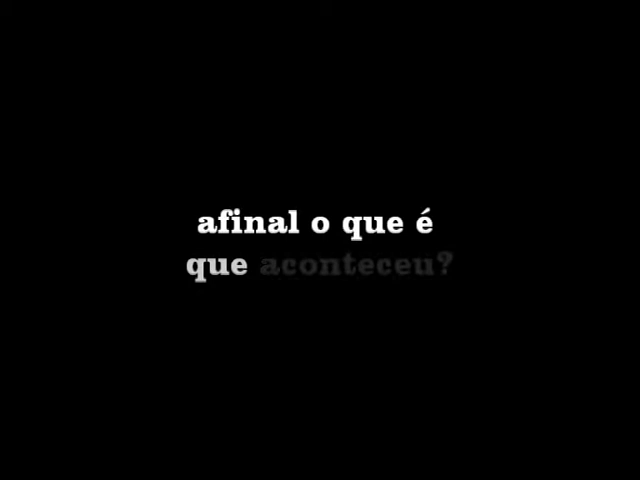 afinal o que é
que aconteceu?